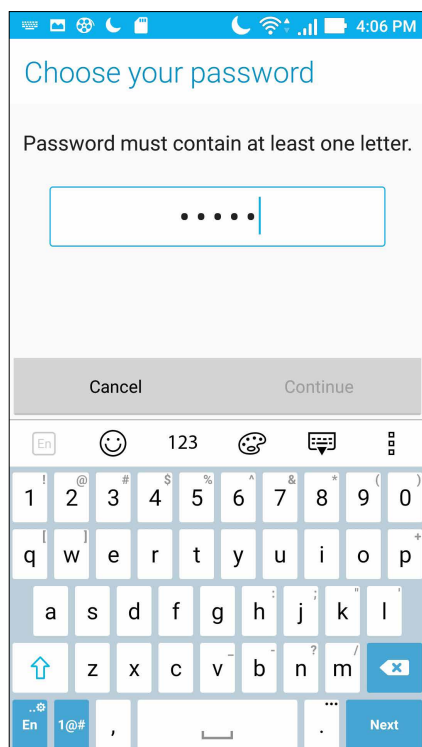 4:06 PM
Choose your password
Password must contain at least one letter.
•••••
Cancel Continue
En 123
! @ # $ % ^ & * ( )
1 2 3 4 5 6 7 8 9 0
[ ] +
q w e r t y u i o p
: ; " '
a s d f g h j k l
_ - ? /
z x c v b n m
En 1@# , . Next